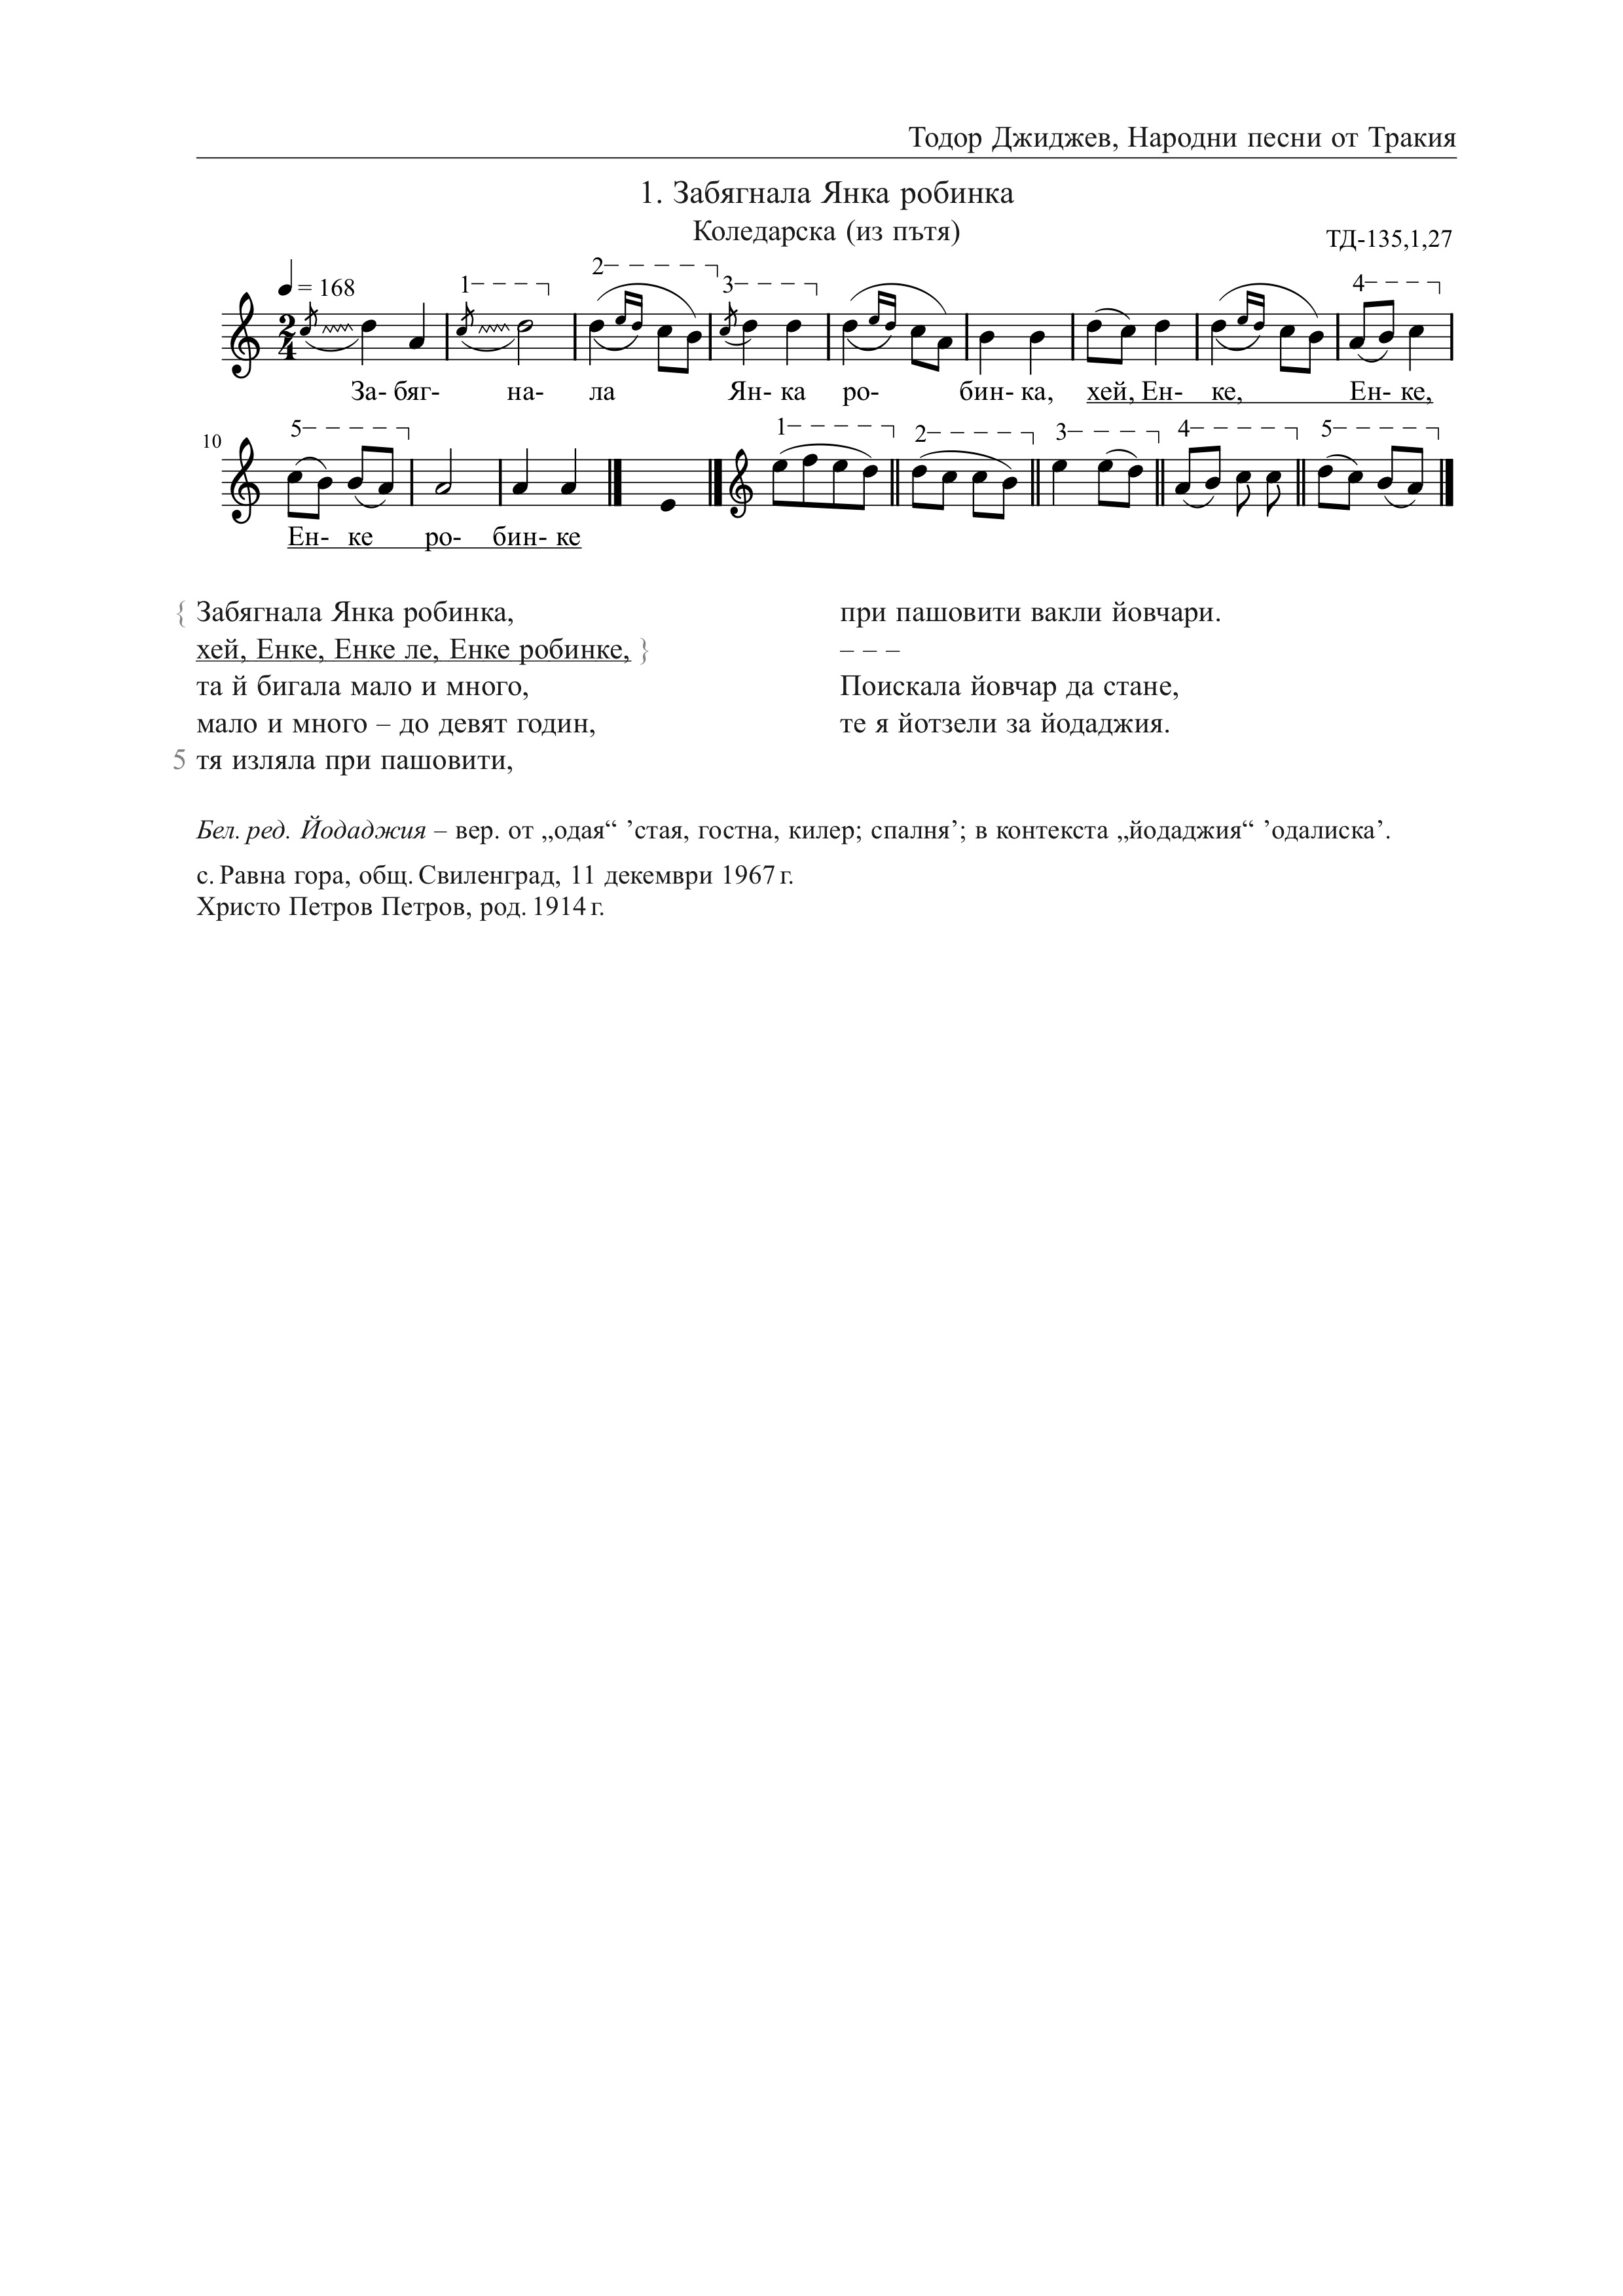 Тодор Джиджев, Народни песни от Тракия
1. Забягнала Янка робинка
Коледарска (из пътя)
ТД-135,1,27
= 168
1 2 3 4
2/4
За- бяг- на- ла Ян- ка ро- бин- ка, хей, Ен- ке, Ен- ке,
10
5 1 2 3 4 5
Ен- ке ро- бин- ке
{ Забягнала Янка робинка,
хей, Енке, Енке ле, Енке робинке, }
та й бигала мало и много,
мало и много – до девят годин,
5 тя изляла при пашовити,
при пашовити вакли йовчари.
– – –
Поискала йовчар да стане,
те я йотзели за йодаджия.
Бел. ред. Йодаджия – вер. от „одая“ ’стая, гостна, килер; спалня’; в контекста „йодаджия“ ’одалиска’.
с. Равна гора, общ. Свиленград, 11 декември 1967 г.
Христо Петров Петров, род. 1914 г.